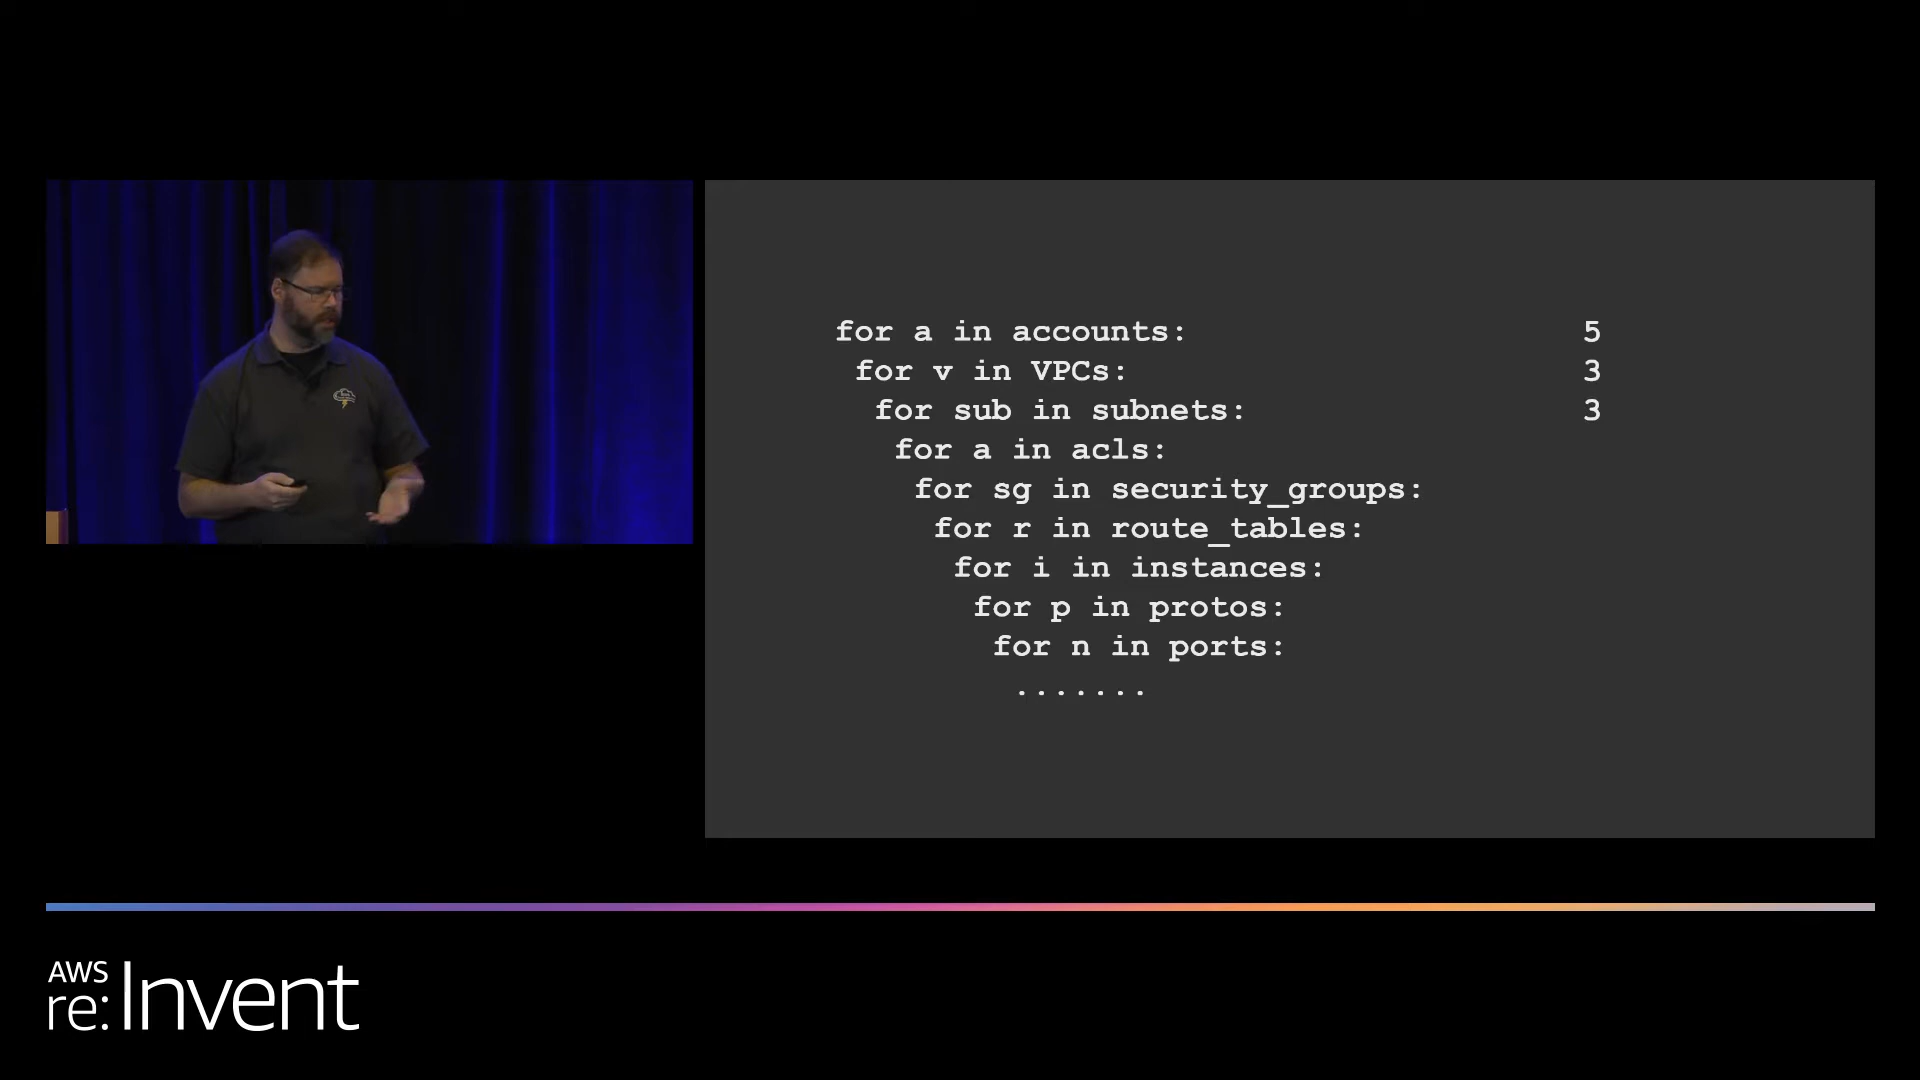 for a in accounts: 5
for v in VPCs: 3
for sub in subnets: 3
for a in acls:
for sg in security_groups:
for r in route_tables:
for i in instances:
for p in protos:
for n in ports:
.......
AWS
re:Invent